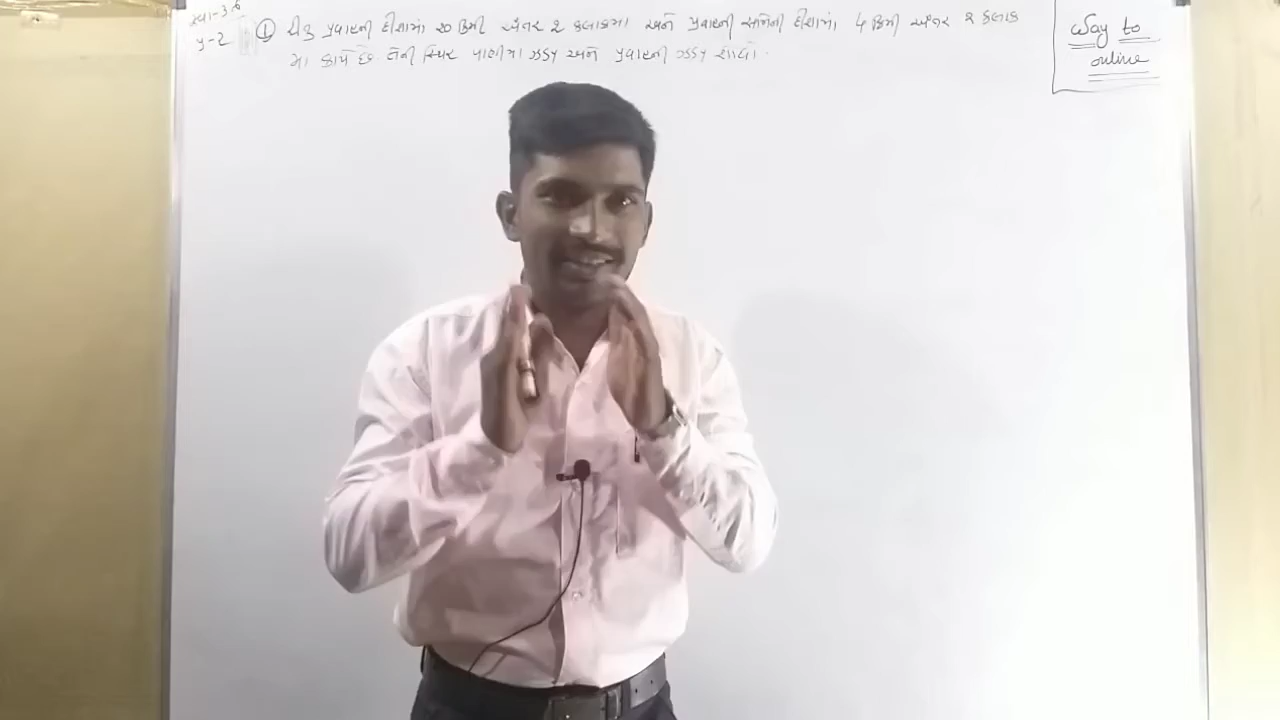 સ્વા-3.6
પ્ર-2 ① રીતુ પ્રવાહની દીશામાં 20 કિમી અંતર 2 કલાકમાં અને પ્રવાહની સામેની દીશામાં 4 કિમી અંતર 2 કલાક
માં કાપે છે તેની સ્થિર પાણીમાં ઝડપ અને પ્રવાહની ઝડપ શોધો.
Way to
online